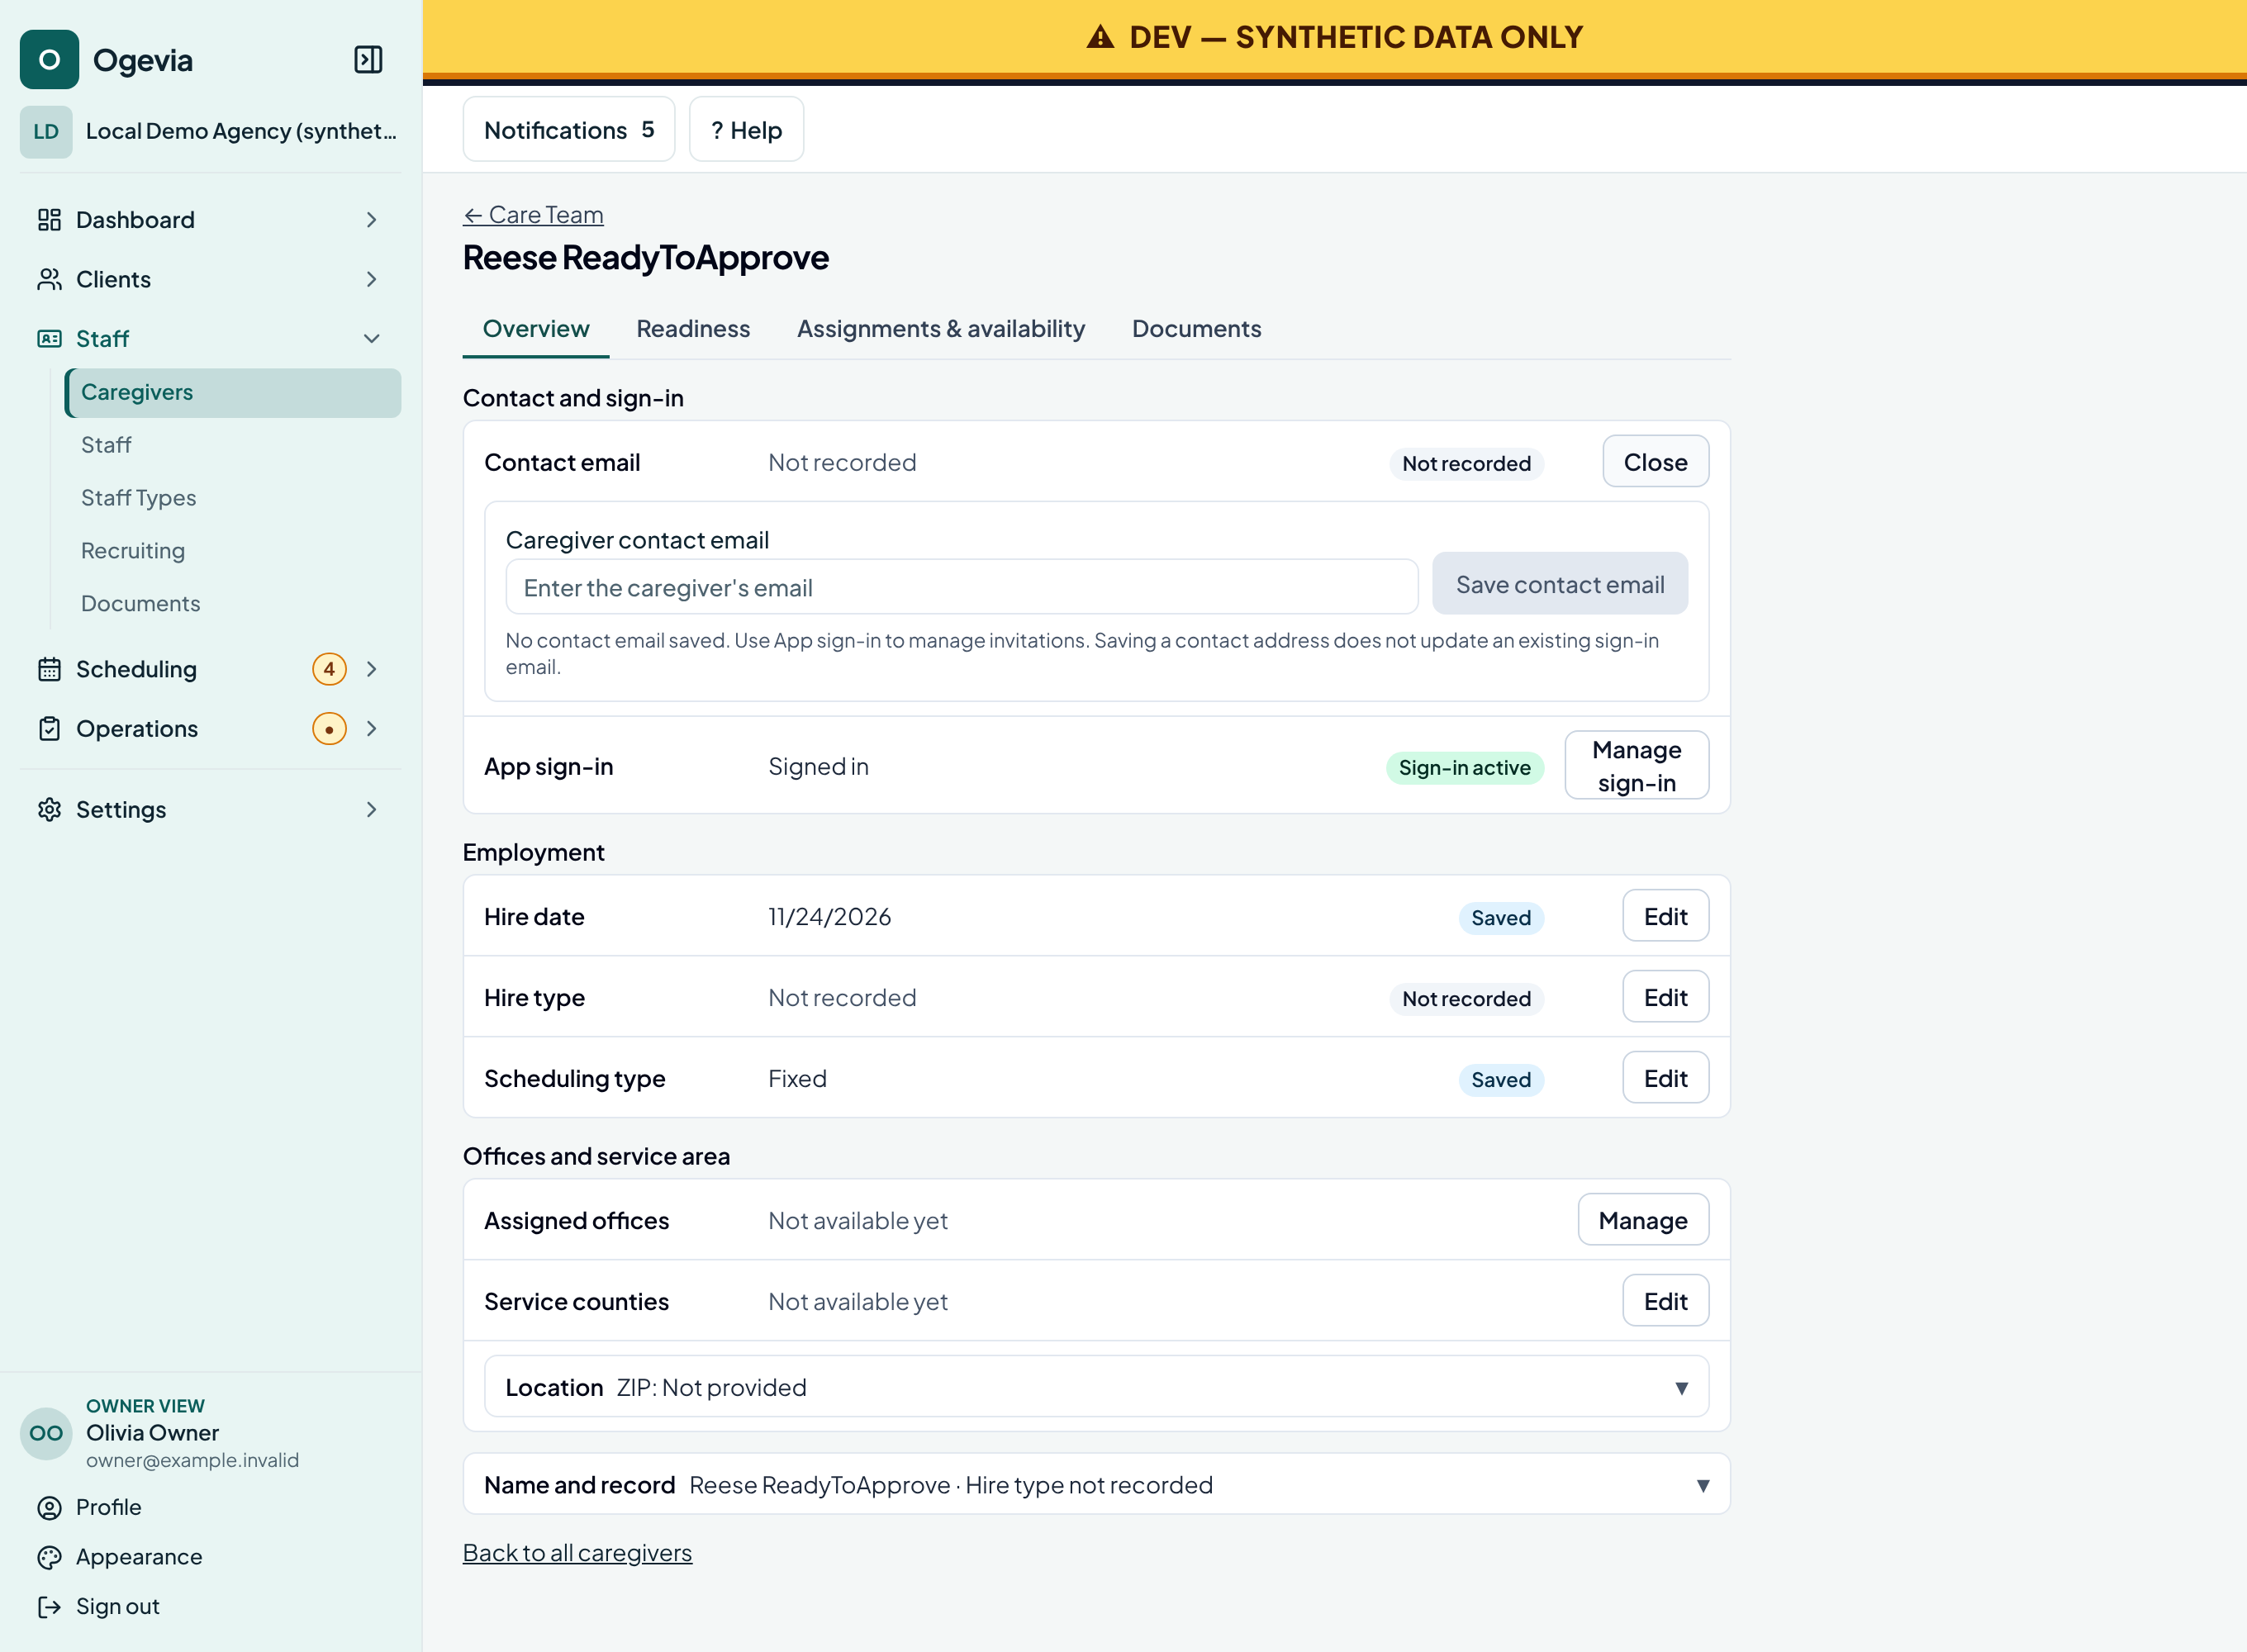 O Ogevia
LD Local Demo Agency (synthet...
Dashboard
Clients
Staff
Caregivers
Staff
Staff Types
Recruiting
Documents
Scheduling 4
Operations
Settings
OWNER VIEW
OO Olivia Owner
owner@example.invalid
Profile
Appearance
Sign out
⚠ DEV — SYNTHETIC DATA ONLY
Notifications 5 ? Help
← Care Team
Reese ReadyToApprove
Overview Readiness Assignments & availability Documents
Contact and sign-in
Contact email Not recorded Not recorded Close
Caregiver contact email
Enter the caregiver's email Save contact email
No contact email saved. Use App sign-in to manage invitations. Saving a contact address does not update an existing sign-in
email.
App sign-in Signed in Sign-in active Manage
sign-in
Employment
Hire date 11/24/2026 Saved Edit
Hire type Not recorded Not recorded Edit
Scheduling type Fixed Saved Edit
Offices and service area
Assigned offices Not available yet Manage
Service counties Not available yet Edit
Location ZIP: Not provided ▼
Name and record Reese ReadyToApprove · Hire type not recorded ▼
Back to all caregivers